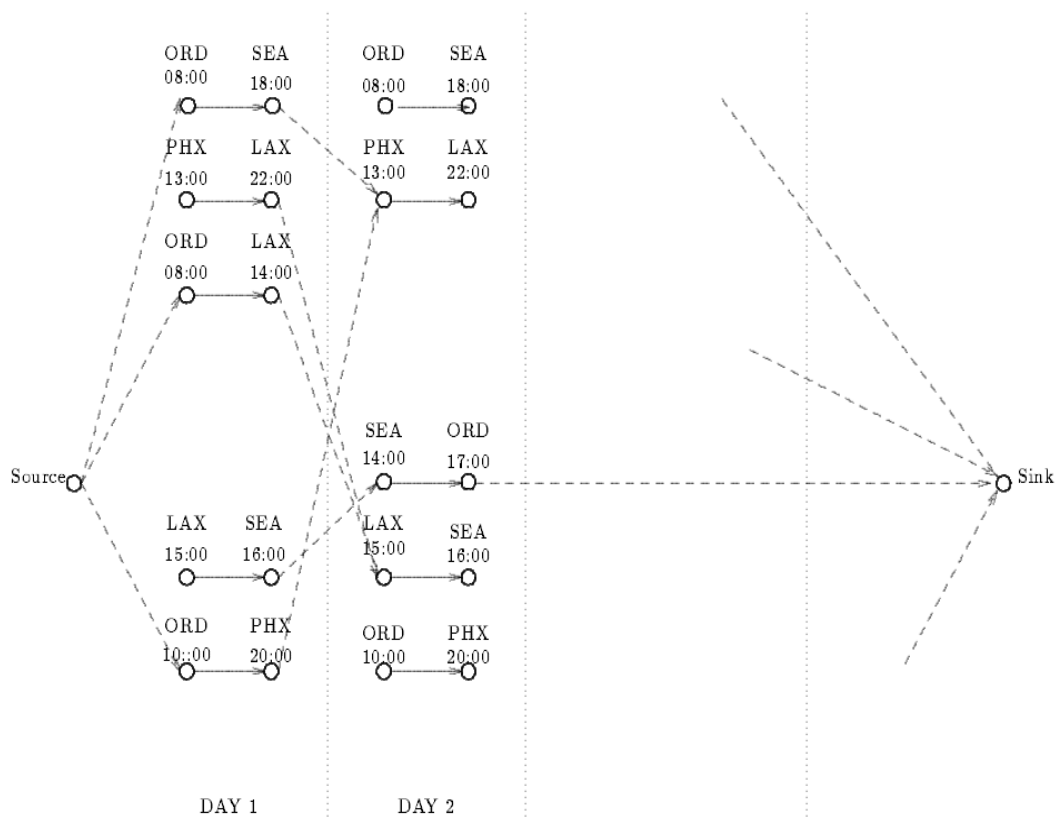 ORD SEA ORD SEA
08:00 18:00 08:00 18:00
PHX LAX PHX LAX
13:00 22:00 13:00 22:00
ORD LAX
08:00 14:00
SEA ORD
14:00 17:00
Source Sink
LAX SEA LAX SEA
15:00 16:00 15:00 16:00
ORD PHX ORD PHX
10::00 20:00 10:00 20:00
DAY 1 DAY 2